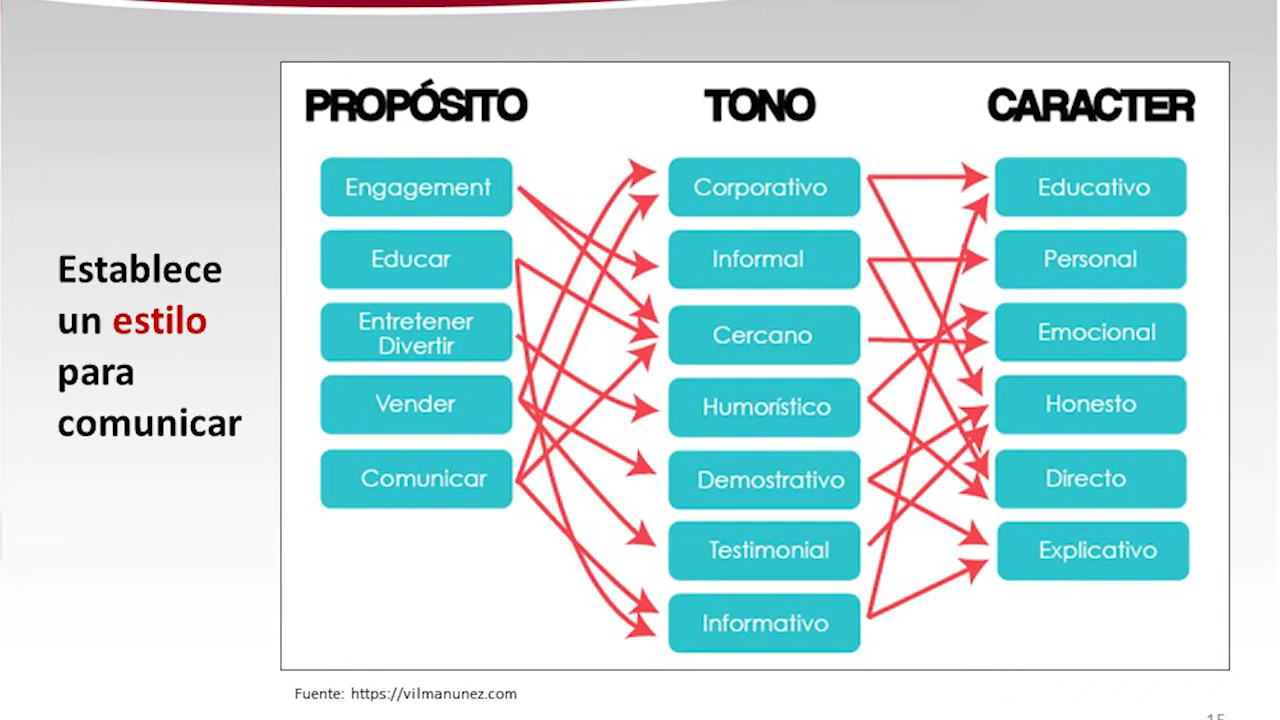 PROPÓSITO
TONO
CARACTER
Establece
un estilo
para
comunicar
Engagement
Educar
Entretener
Divertir
Vender
Comunicar
Corporativo
Informal
Cercano
Humorístico
Demostrativo
Testimonial
Informativo
Educativo
Personal
Emocional
Honesto
Directo
Explicativo
Fuente: https://vilmanunez.com